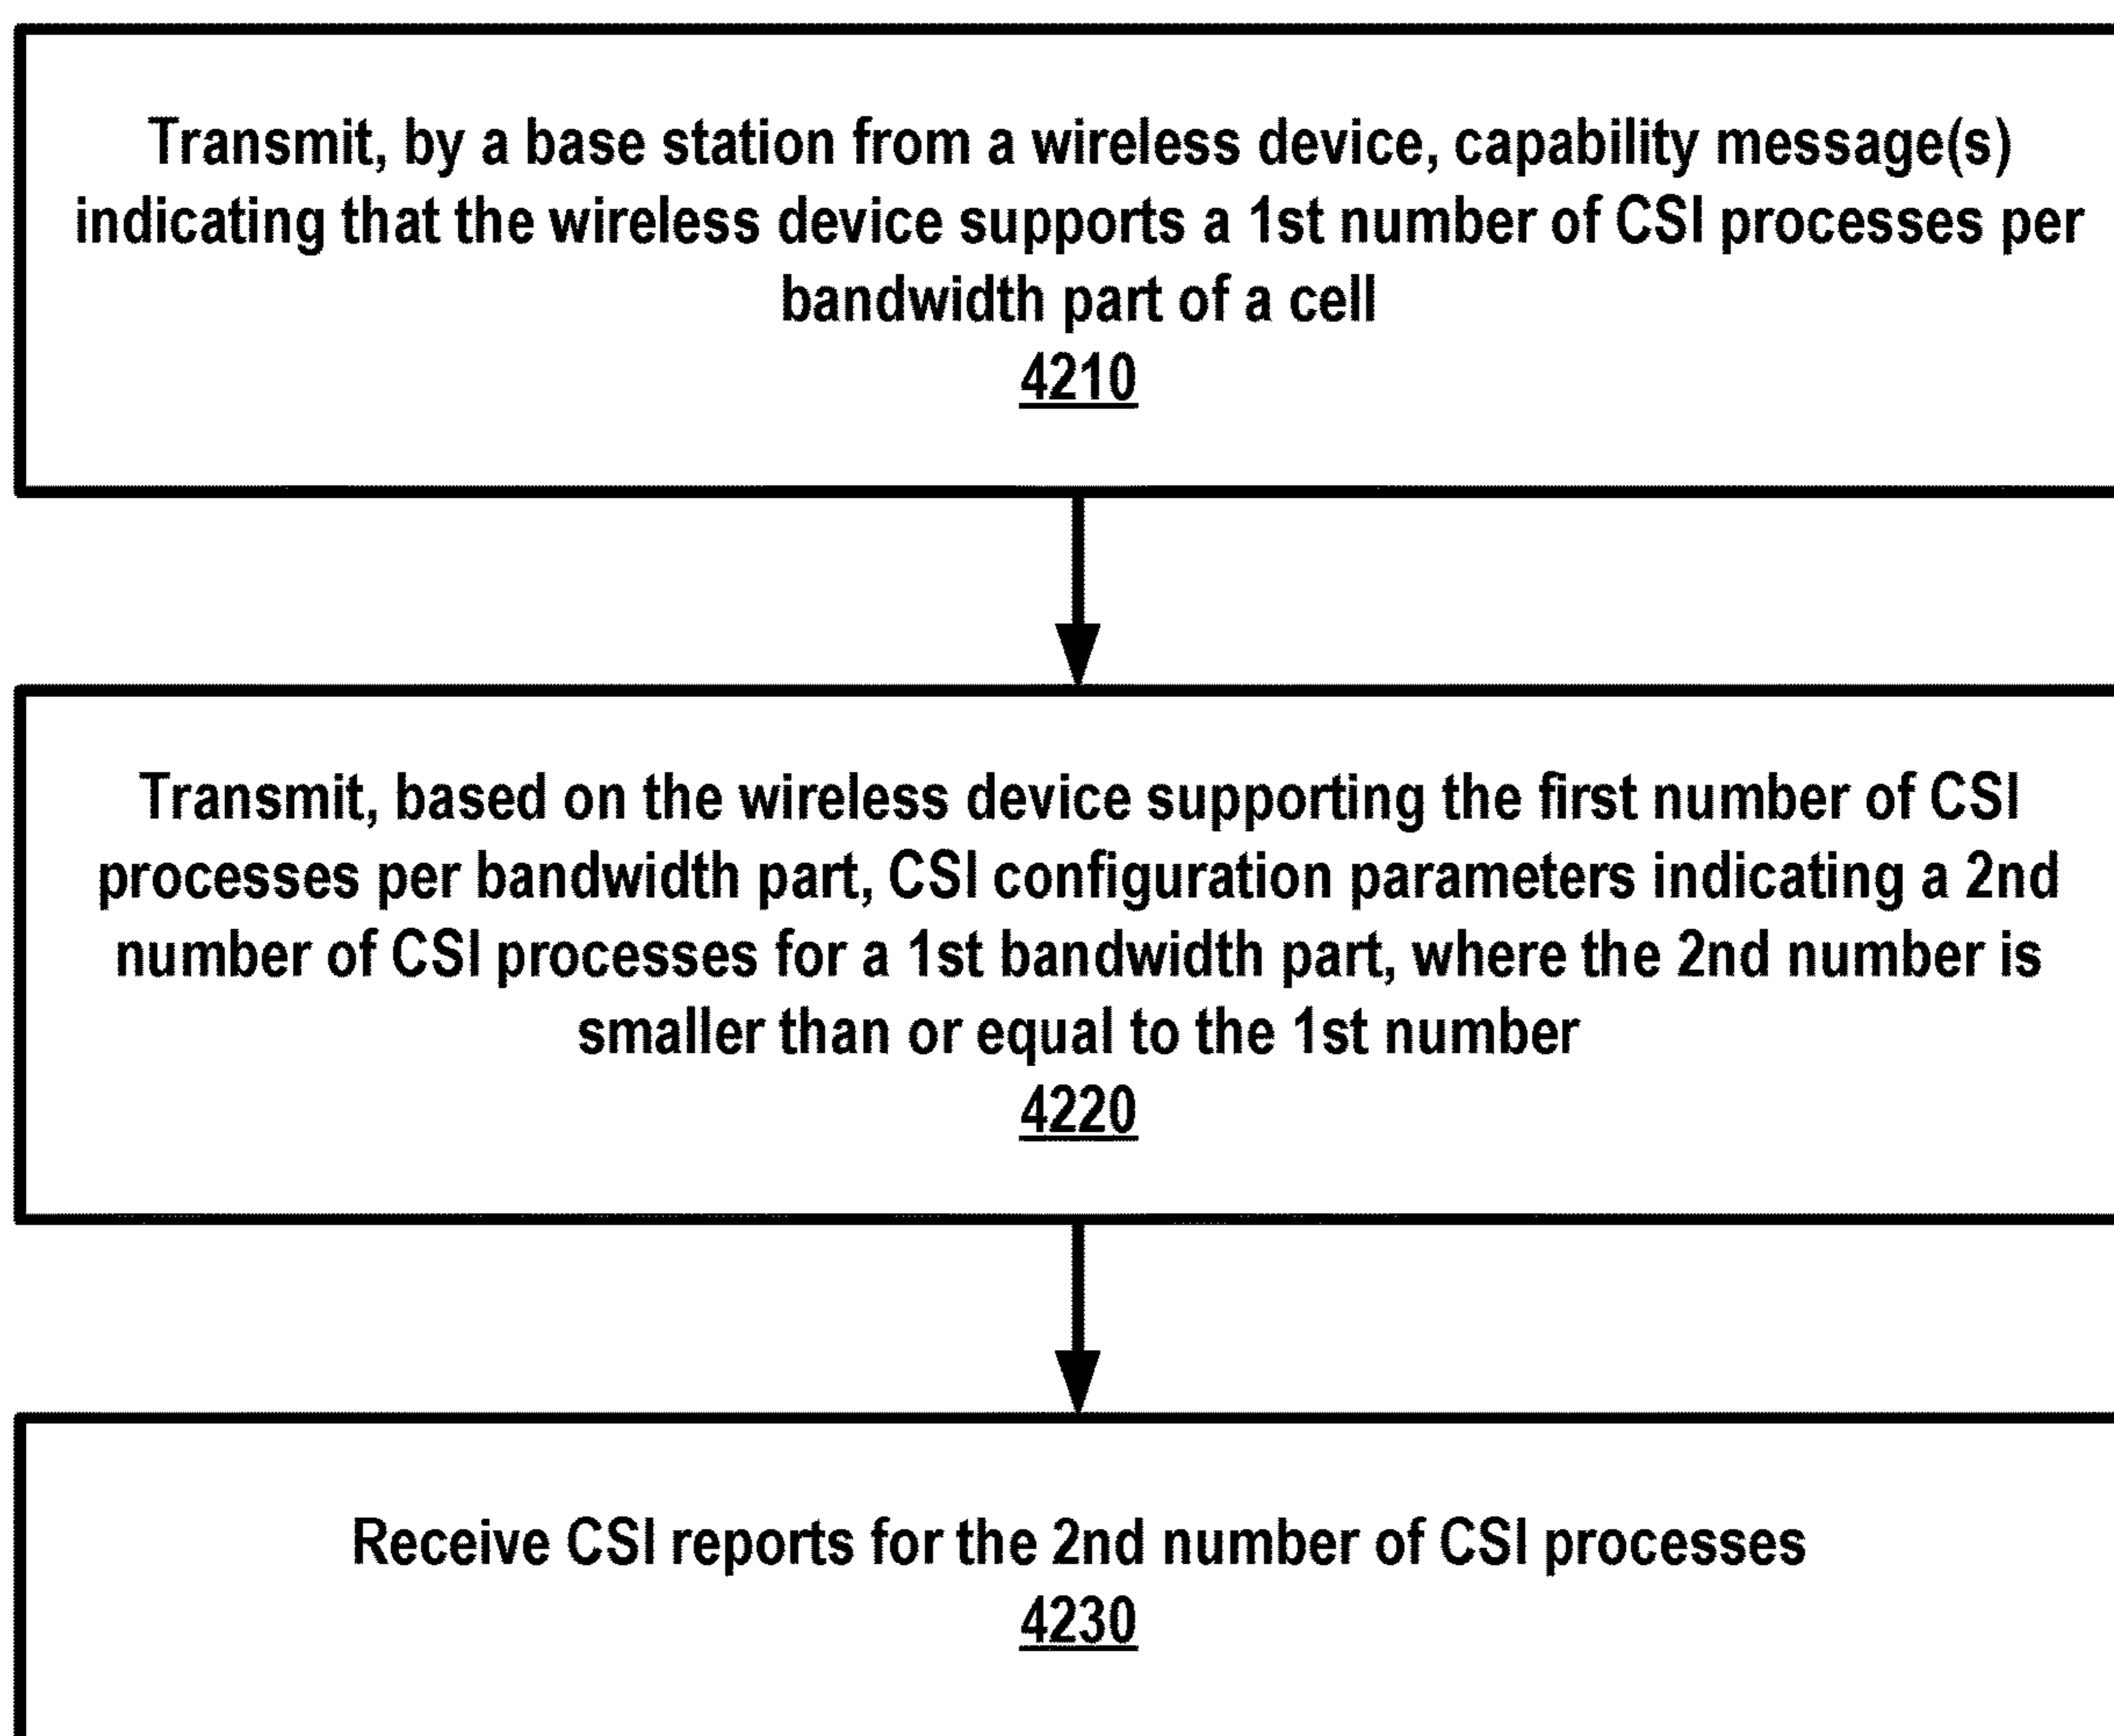 Transmit, by a base station from a wireless device, capability message(s)
indicating that the wireless device supports a 1st number of CSI processes per
bandwidth part of a cell
4210
Transmit, based on the wireless device supporting the first number of CSI
processes per bandwidth part, CSI configuration parameters indicating a 2nd
number of CSI processes for a 1st bandwidth part, where the 2nd number is
smaller than or equal to the 1st number
4220
Receive CSI reports for the 2nd number of CSI processes
4230